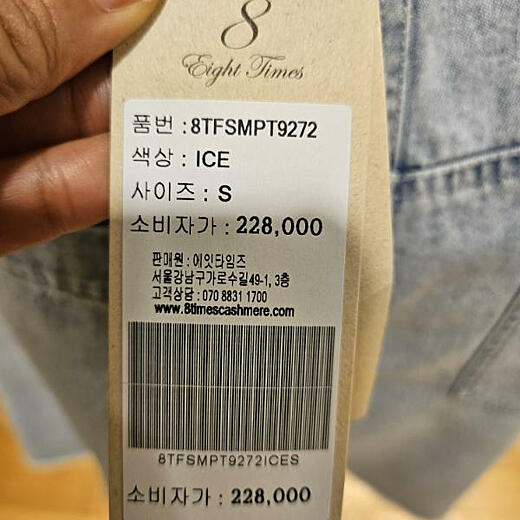 8
Eight Times
품번 : 8TFSMPT9272
색상 : ICE
사이즈 : S
소비자가 : 228,000
판매원 : 에잇타임즈
서울강남구가로수길49-1, 3층
고객상담 : 070 8831 1700
www.8timescashmere.com
8TFSMPT9272ICES
소비자가 : 228,000